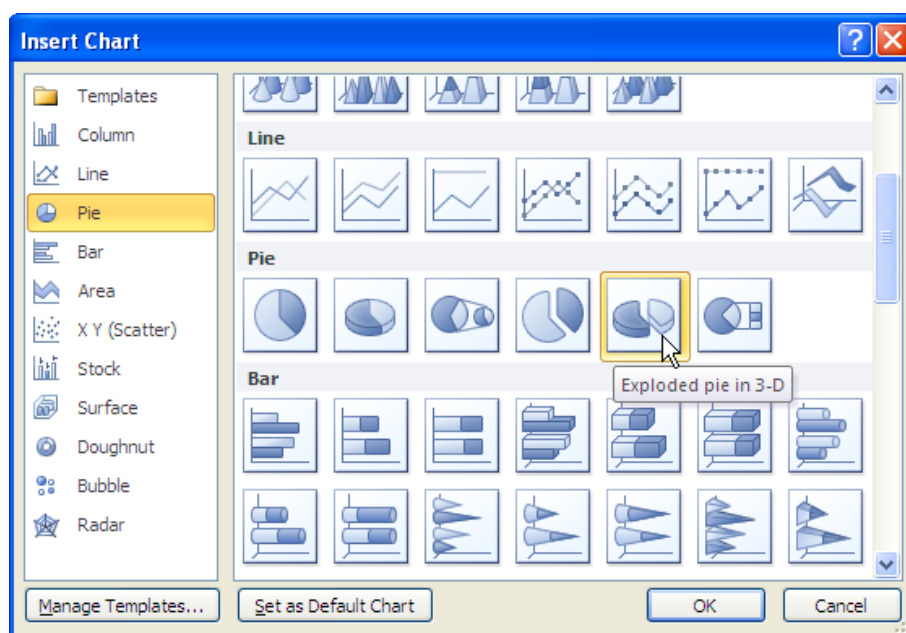 Insert Chart
Templates
Column
Line
Pie
Bar
Area
X Y (Scatter)
Stock
Surface
Doughnut
Bubble
Radar
Line
Pie
Exploded pie in 3-D
Bar
Manage Templates...
Set as Default Chart
OK
Cancel